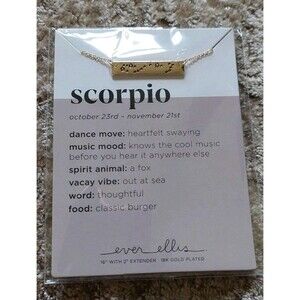 scorpio
october 23rd – november 21st
dance move: heartfelt swaying
music mood: knows the cool music
before you hear it anywhere else
spirit animal: a fox
vacay vibe: out at sea
word: thoughtful
food: classic burger
ever ellis
16" WITH 2" EXTENDER · 18K GOLD PLATED